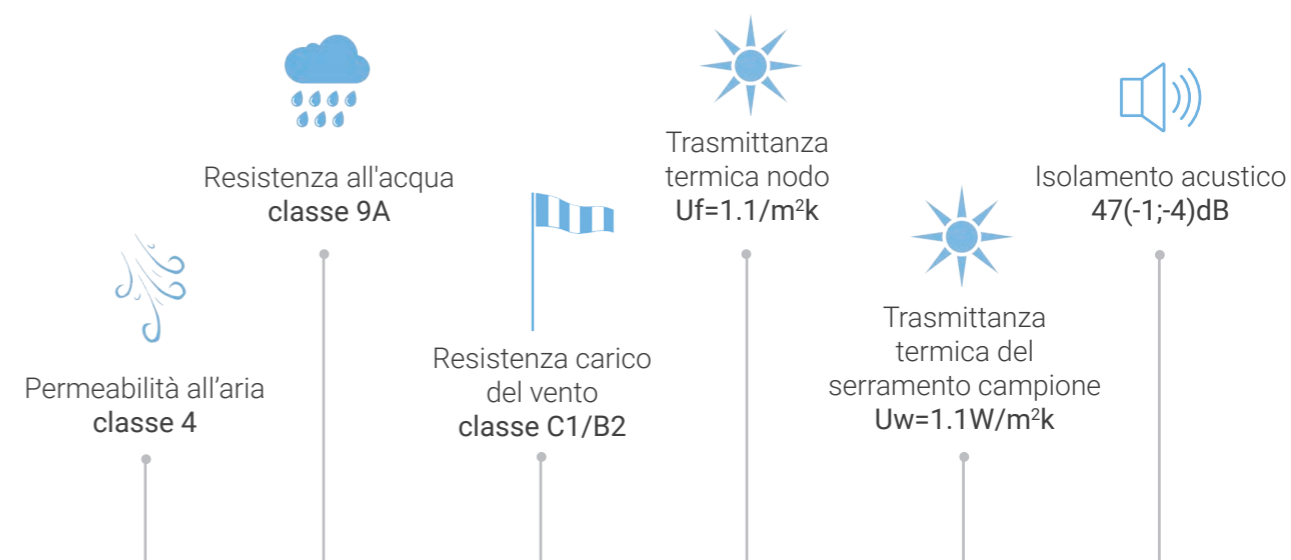 Permeabilità all’aria
classe 4
Resistenza all'acqua
classe 9A
Resistenza carico
del vento
classe C1/B2
Trasmittanza
termica nodo
Uf=1.1/m²k
Trasmittanza
termica del
serramento campione
Uw=1.1W/m²k
Isolamento acustico
47(-1;-4)dB